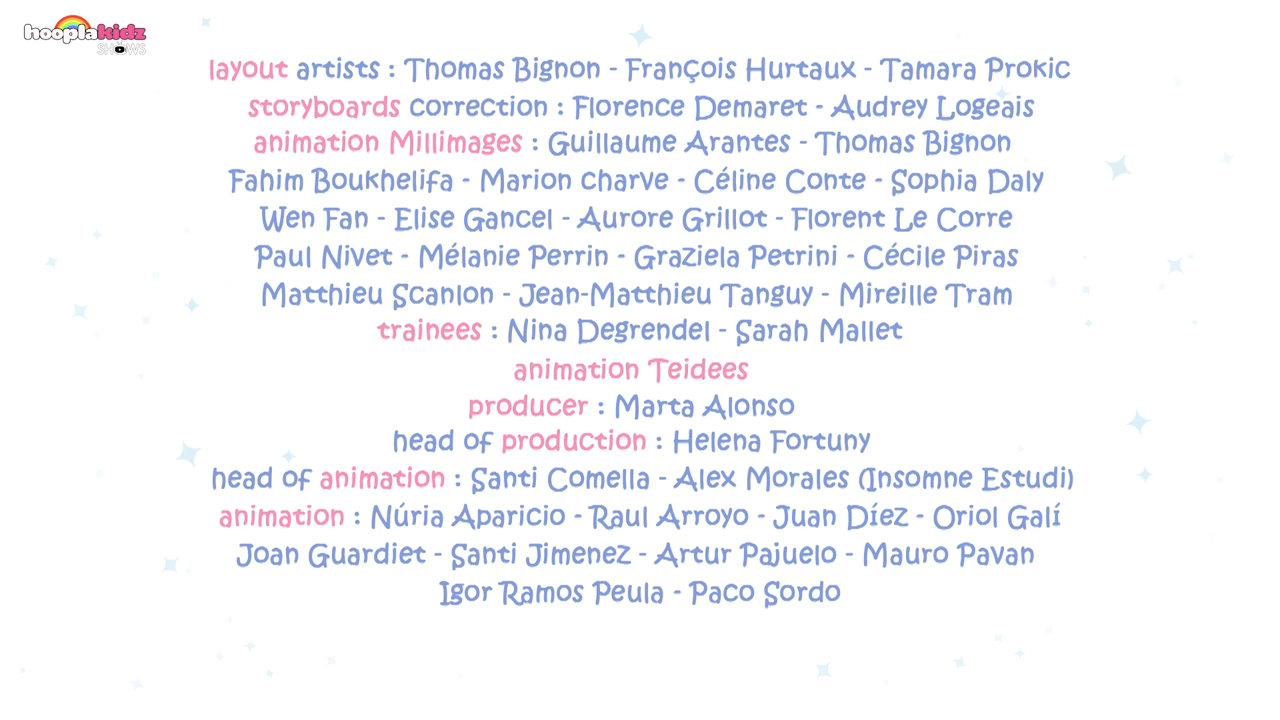 hooplakidz
SHOWS
layout artists : Thomas Bignon - François Hurtaux - Tamara Prokic
storyboards correction : Florence Demaret - Audrey Logeais
animation Millimages : Guillaume Arantes - Thomas Bignon
Fahim Boukhelifa - Marion charve - Céline Conte - Sophia Daly
Wen Fan - Elise Gancel - Aurore Grillot - Florent Le Corre
Paul Nivet - Mélanie Perrin - Graziela Petrini - Cécile Piras
Matthieu Scanlon - Jean-Matthieu Tanguy - Mireille Tram
trainees : Nina Degrendel - Sarah Mallet
animation Teidees
producer : Marta Alonso
head of production : Helena Fortuny
head of animation : Santi Comella - Alex Morales (Insomne Estudi)
animation : Núria Aparicio - Raul Arroyo - Juan Díez - Oriol Galí
Joan Guardiet - Santi Jimenez - Artur Pajuelo - Mauro Pavan
Igor Ramos Peula - Paco Sordo